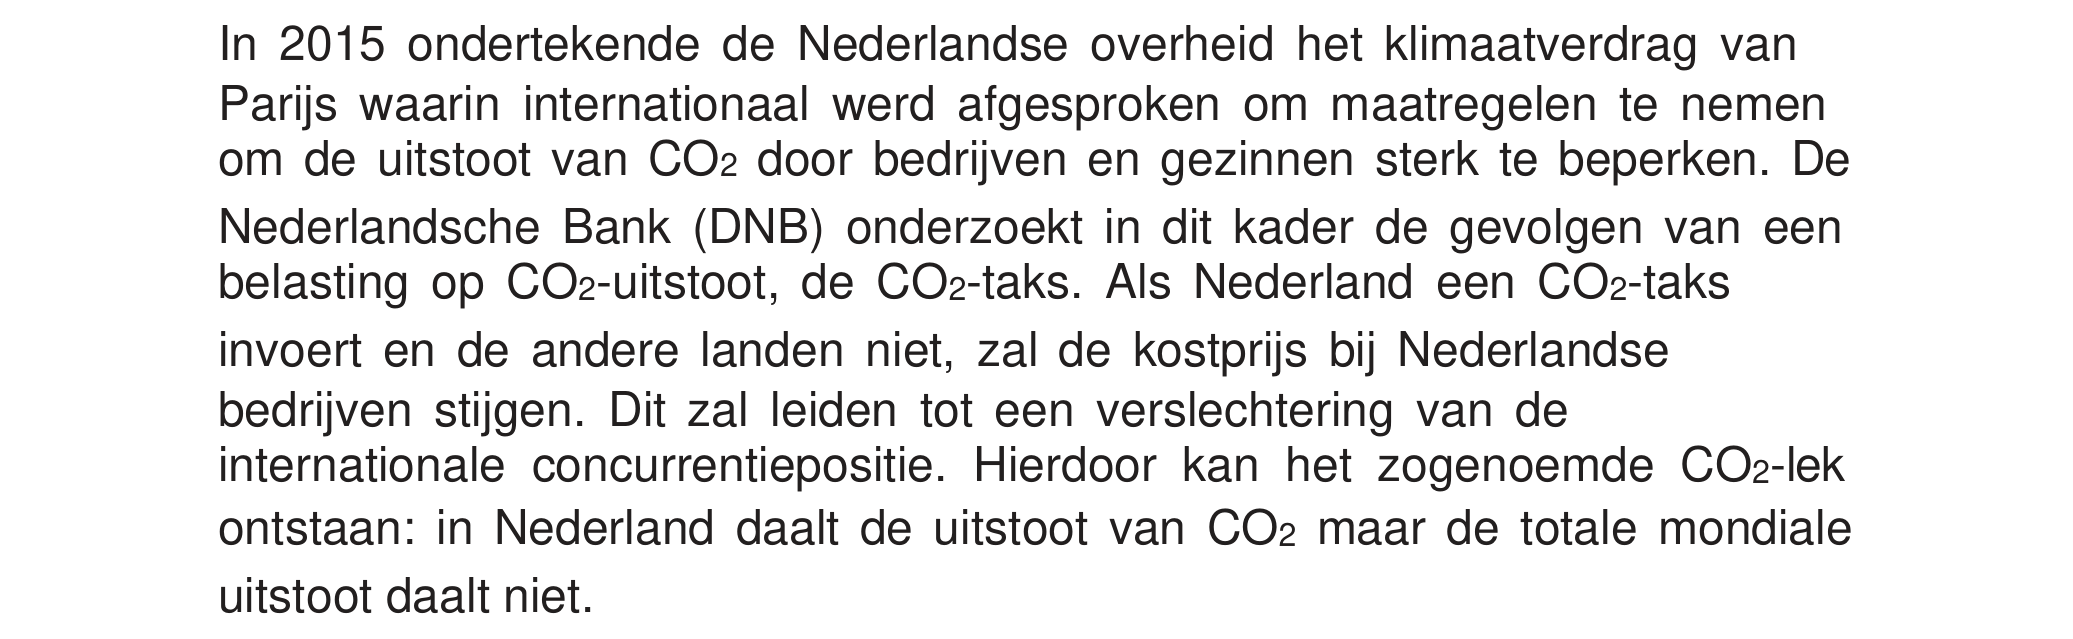 In 2015 ondertekende de Nederlandse overheid het klimaatverdrag van
Parijs waarin internationaal werd afgesproken om maatregelen te nemen
om de uitstoot van CO2 door bedrijven en gezinnen sterk te beperken. De
Nederlandsche Bank (DNB) onderzoekt in dit kader de gevolgen van een
belasting op CO2-uitstoot, de CO2-taks. Als Nederland een CO2-taks
invoert en de andere landen niet, zal de kostprijs bij Nederlandse
bedrijven stijgen. Dit zal leiden tot een verslechtering van de
internationale concurrentiepositie. Hierdoor kan het zogenoemde CO2-lek
ontstaan: in Nederland daalt de uitstoot van CO2 maar de totale mondiale
uitstoot daalt niet.